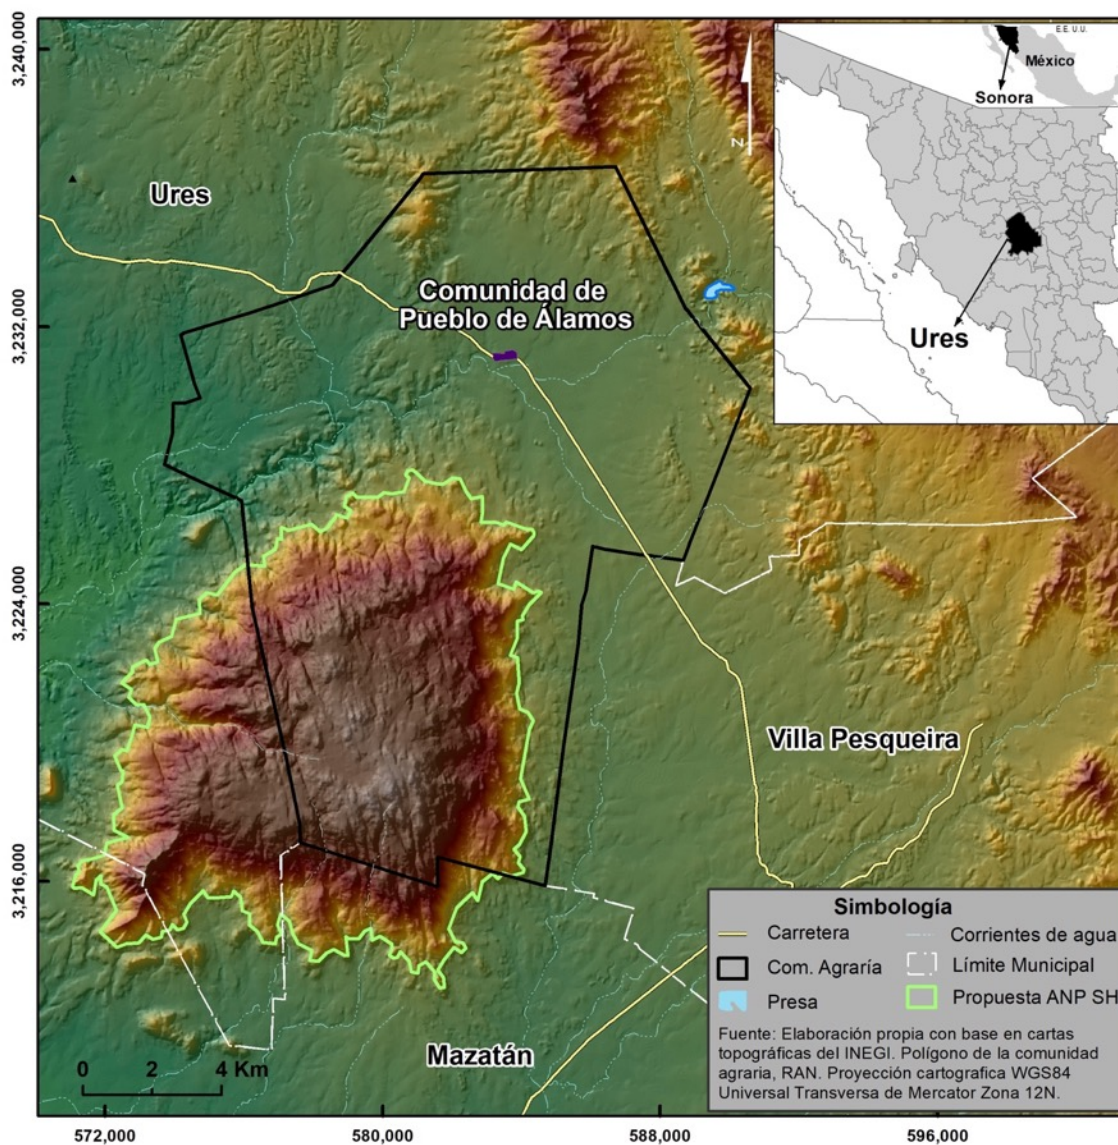 3,240,000
3,232,000
3,224,000
3,216,000
572,000
580,000
588,000
596,000
Ures
Comunidad de
Pueblo de Álamos
Villa Pesqueira
Mazatán
0 2 4 Km
N
E.E U.U.
México
Sonora
Ures
Simbología
Carretera
Corrientes de agua
Com. Agraría
Límite Municipal
Presa
Propuesta ANP SH
Fuente: Elaboración propia con base en cartas
topográficas del INEGI. Polígono de la comunidad
agraria, RAN. Proyección cartografica WGS84
Universal Transversa de Mercator Zona 12N.